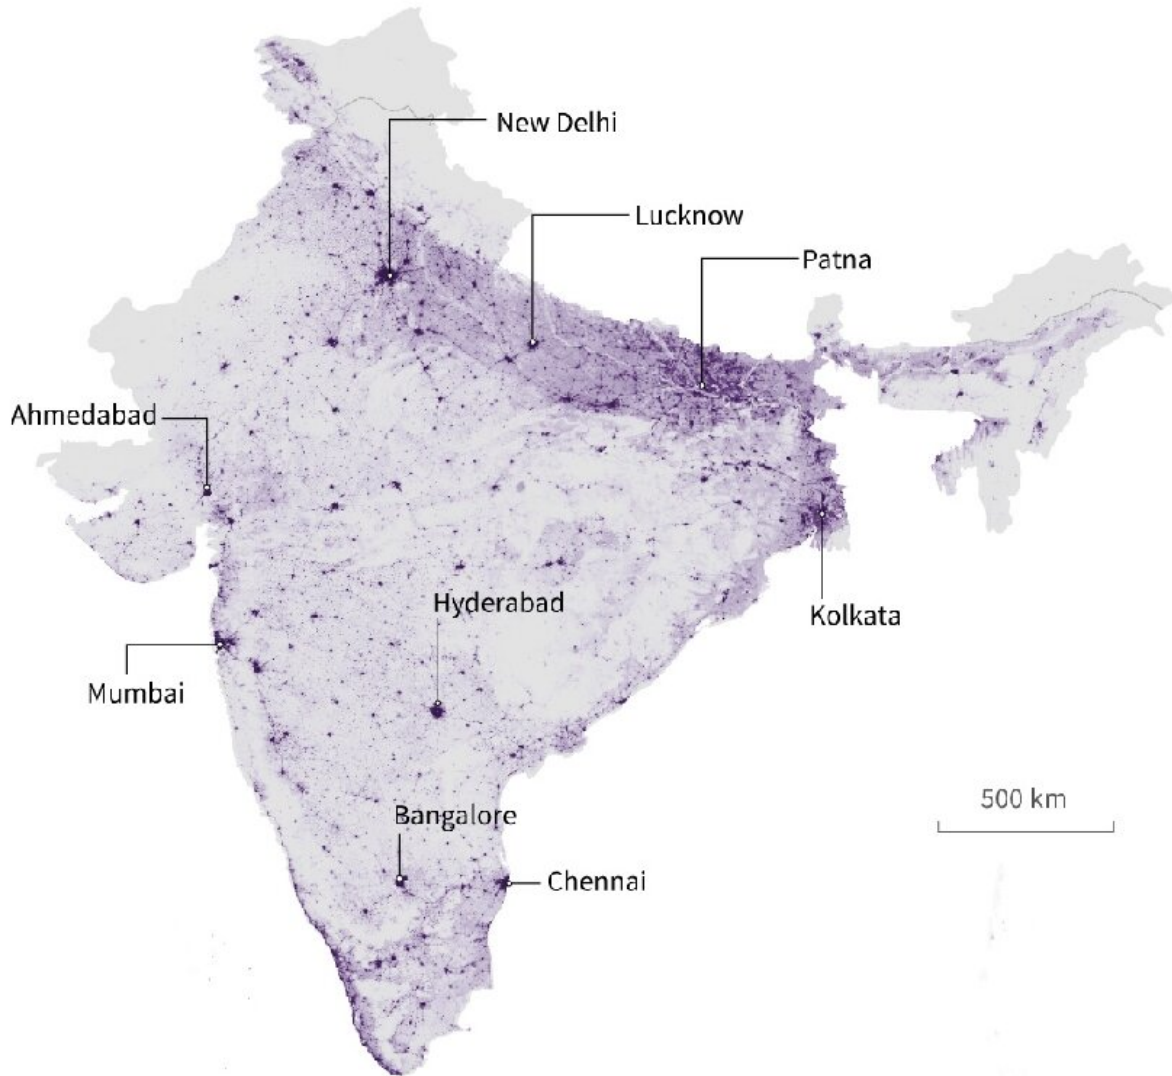 New Delhi
Lucknow
Patna
Ahmedabad
Hyderabad
Kolkata
Mumbai
500 km
Bangalore
Chennai